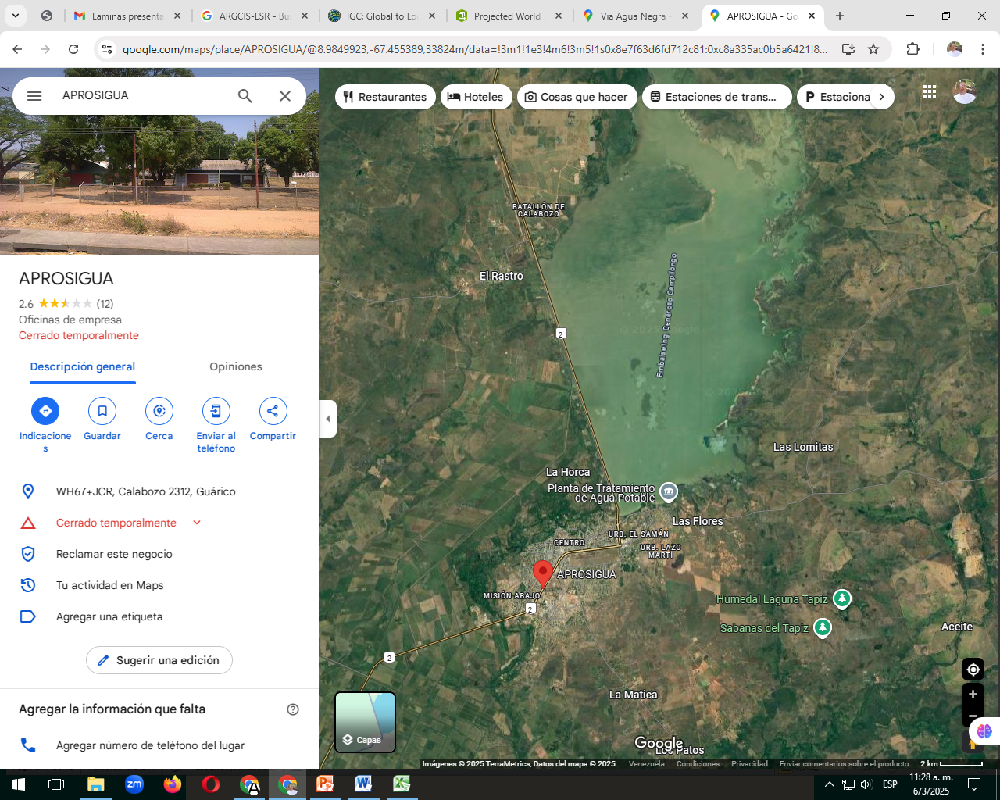 Laminas presenta
ARGCIS-ESR - Bu
IGC: Global to Lo
Projected World
Via Agua Negra -
APROSIGUA - Go
google.com/maps/place/APROSIGUA/@8.9849923,-67.455389,33824m/data=!3m1!1e3!4m6!3m5!1s0x8e7f63d6fd712c81:0xc8a335ac0b5a6421!8...
APROSIGUA
Restaurantes
Hoteles
Cosas que hacer
Estaciones de trans...
Estaciona
APROSIGUA
2.6 (12)
Oficinas de empresa
Cerrado temporalmente
Descripción general
Opiniones
Indicacione
s
Guardar
Cerca
Enviar al
teléfono
Compartir
WH67+JCR, Calabozo 2312, Guárico
Cerrado temporalmente
Reclamar este negocio
Tu actividad en Maps
Agregar una etiqueta
Sugerir una edición
Agregar la información que falta
Agregar número de teléfono del lugar
BATALLÓN DE
CALABOZO
El Rastro
2
La Horca
Planta de Tratamiento
de Agua Potable
Las Lomitas
Las Flores
URB. EL SAMÁN
CENTRO
URB. LAZO
MARTI
APROSIGUA
MISIÓN ABAJO
2
Humedal Laguna Tapiz
Sabanas del Tapiz
Aceite
2
La Matica
Los Patos
Capas
Google
Imágenes © 2025 TerraMetrics, Datos del mapa © 2025
Venezuela
Condiciones
Privacidad
Enviar comentarios sobre el producto
2 km
zm
ESP
11:28 a. m.
6/3/2025